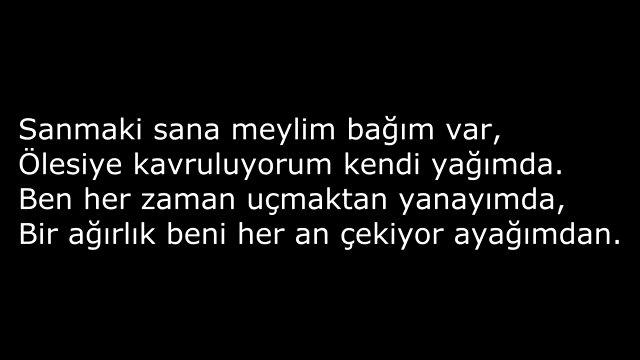 Sanmaki sana meylim bağım var,
Ölesiye kavruluyorum kendi yağımda.
Ben her zaman uçmaktan yanayımda,
Bir ağırlık beni her an çekiyor ayağımdan.